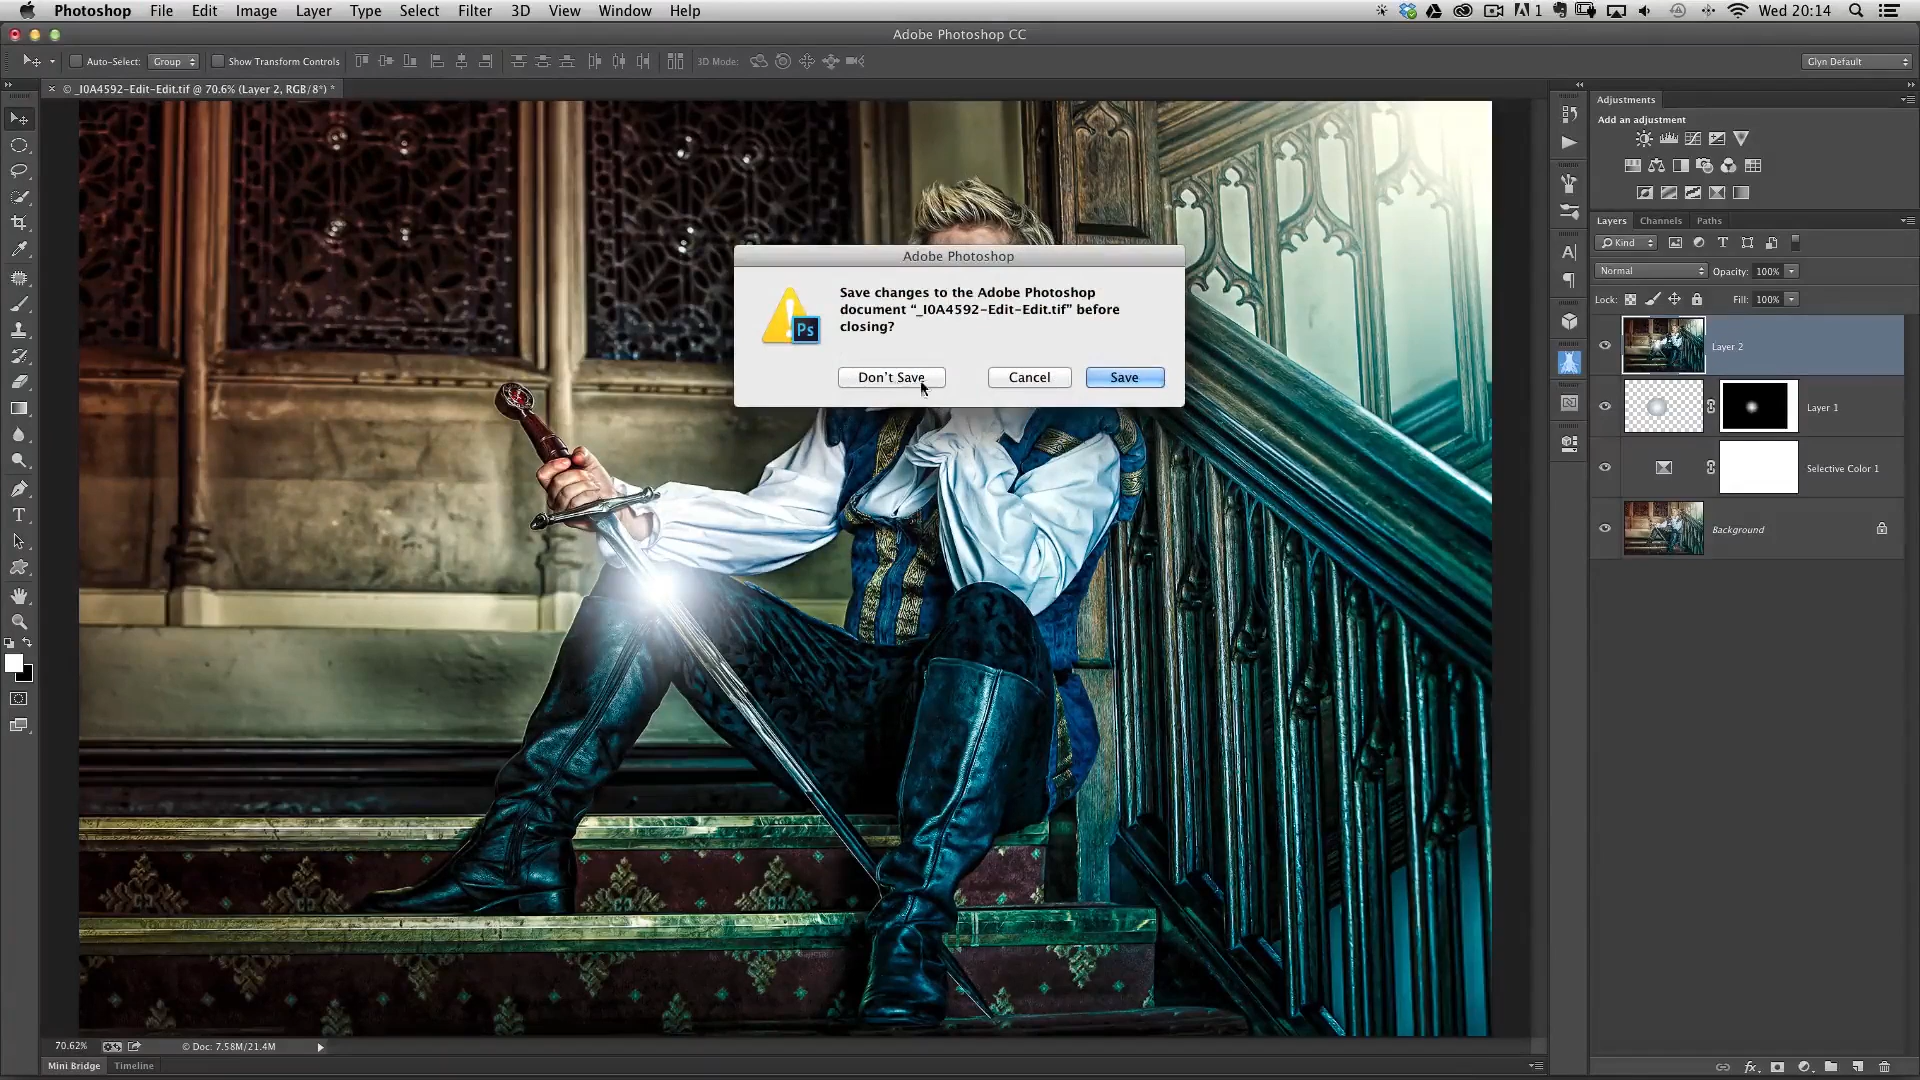 Photoshop File Edit Image Layer Type Select Filter 3D View Window Help 1 Wed 20:14
Adobe Photoshop CC
Auto-Select: Group Show Transform Controls 3D Mode: Glyn Default
× © _I0A4592-Edit-Edit.tif @ 70.6% (Layer 2, RGB/8*) *
Adjustments
Add an adjustment
Layers Channels Paths
Kind
Normal Opacity: 100%
Lock: Fill: 100%
Layer 2
Layer 1
Selective Color 1
Background
Adobe Photoshop
Save changes to the Adobe Photoshop
document “_I0A4592-Edit-Edit.tif” before
closing?
Ps
Don’t Save Cancel Save
70.62% © Doc: 7.58M/21.4M
Mini Bridge Timeline
fx